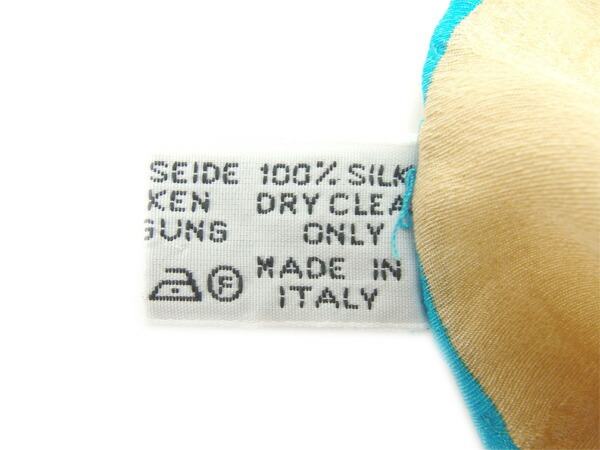 SEIDE 100% SILK
KEN DRY CLEA
GUNG ONLY
F MADE IN
ITALY